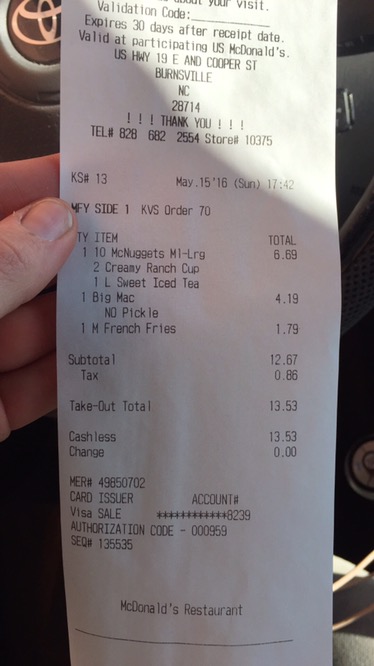 about your visit.
Validation Code:
Expires 30 days after receipt date.
Valid at participating US McDonald's.
US HWY 19 E AND COOPER ST
BURNSVILLE
NC
28714
! ! ! THANK YOU ! ! !
TEL# 828 682 2554 Store# 10375
KS# 13 May.15'16 (Sun) 17:42
MFY SIDE 1 KVS Order 70
TY ITEM TOTAL
1 10 McNuggets Ml-Lrg 6.69
2 Creamy Ranch Cup
1 L Sweet Iced Tea
1 Big Mac 4.19
NO Pickle
1 M French Fries 1.79
Subtotal 12.67
Tax 0.86
Take-Out Total 13.53
Cashless 13.53
Change 0.00
MER# 49850702
CARD ISSUER ACCOUNT#
Visa SALE ************8239
AUTHORIZATION CODE - 000959
SEQ# 135535
McDonald's Restaurant